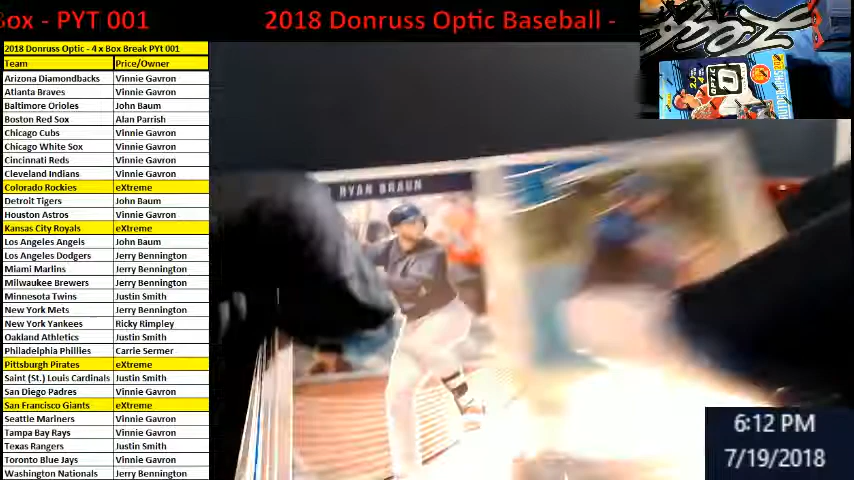 Box - PYT 001
2018 Donruss Optic Baseball -
2018 Donruss Optic - 4 x Box Break PYt 001
Team Price/Owner
Arizona Diamondbacks Vinnie Gavron
Atlanta Braves Vinnie Gavron
Baltimore Orioles John Baum
Boston Red Sox Alan Parrish
Chicago Cubs Vinnie Gavron
Chicago White Sox Vinnie Gavron
Cincinnati Reds Vinnie Gavron
Cleveland Indians Vinnie Gavron
Colorado Rockies eXtreme
Detroit Tigers John Baum
Houston Astros Vinnie Gavron
Kansas City Royals eXtreme
Los Angeles Angels John Baum
Los Angeles Dodgers Jerry Bennington
Miami Marlins Jerry Bennington
Milwaukee Brewers Jerry Bennington
Minnesota Twins Justin Smith
New York Mets Jerry Bennington
New York Yankees Ricky Rimpley
Oakland Athletics Justin Smith
Philadelphia Phillies Carrie Sermer
Pittsburgh Pirates eXtreme
Saint (St.) Louis Cardinals Justin Smith
San Diego Padres Vinnie Gavron
San Francisco Giants eXtreme
Seattle Mariners Vinnie Gavron
Tampa Bay Rays Vinnie Gavron
Texas Rangers Justin Smith
Toronto Blue Jays Vinnie Gavron
Washington Nationals Jerry Bennington
RYAN BRAUN
Leaf
OPTIC
6:12 PM
7/19/2018